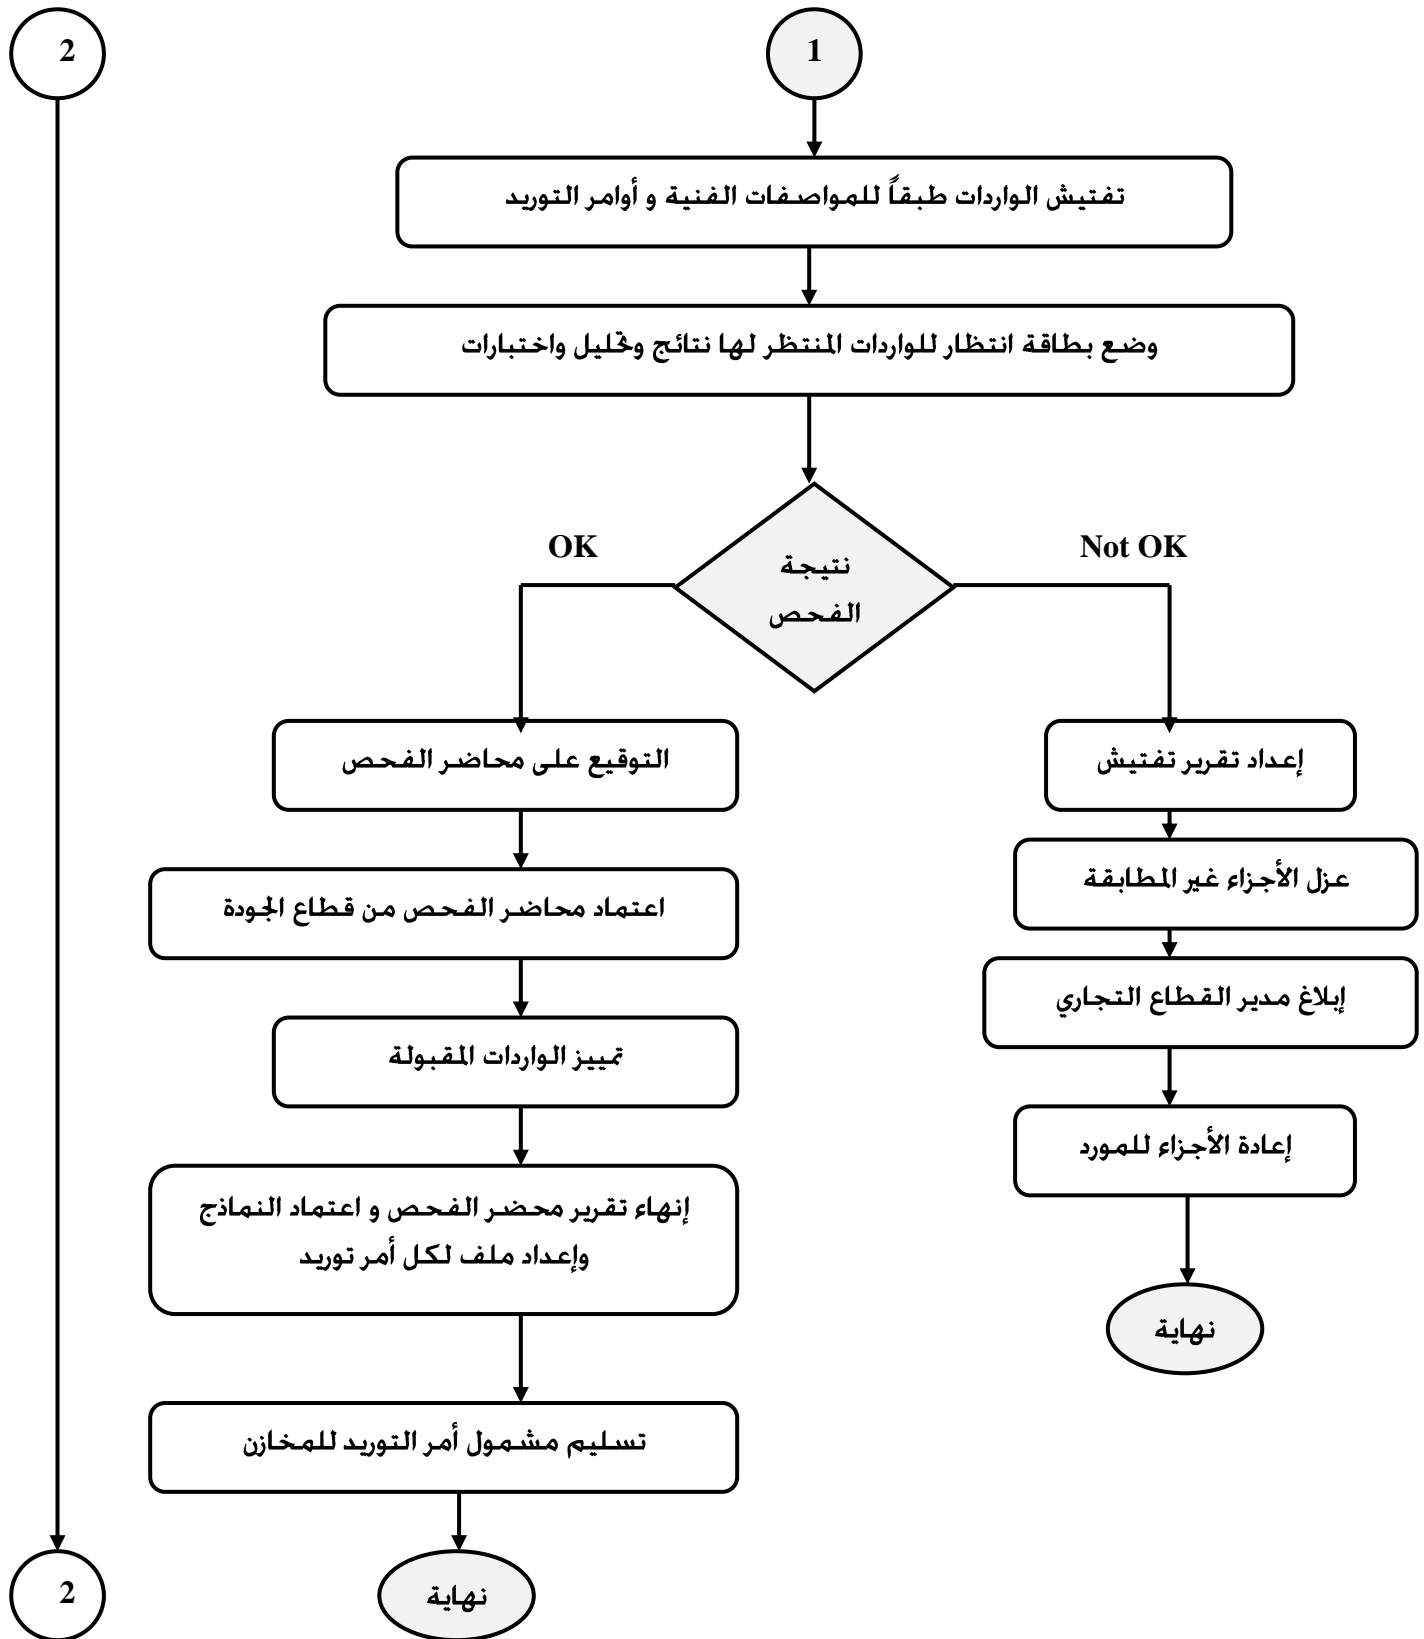 2
1
تفتيش الواردات طبقاً للمواصفات الفنية و أوامر التوريد
وضع بطاقة انتظار للواردات المنتظر لها نتائج وتحليل واختبارات
OK
Not OK
نتيجة
الفحص
التوقيع على محاضر الفحص
اعتماد محاضر الفحص من قطاع الجودة
تمييز الواردات المقبولة
إنهاء تقرير محضر الفحص و اعتماد النماذج
وإعداد ملف لكل أمر توريد
تسليم مشمول أمر التوريد للمخازن
نهاية
إعداد تقرير تفتيش
عزل الأجزاء غير المطابقة
إبلاغ مدير القطاع التجاري
إعادة الأجزاء للمورد
نهاية
2